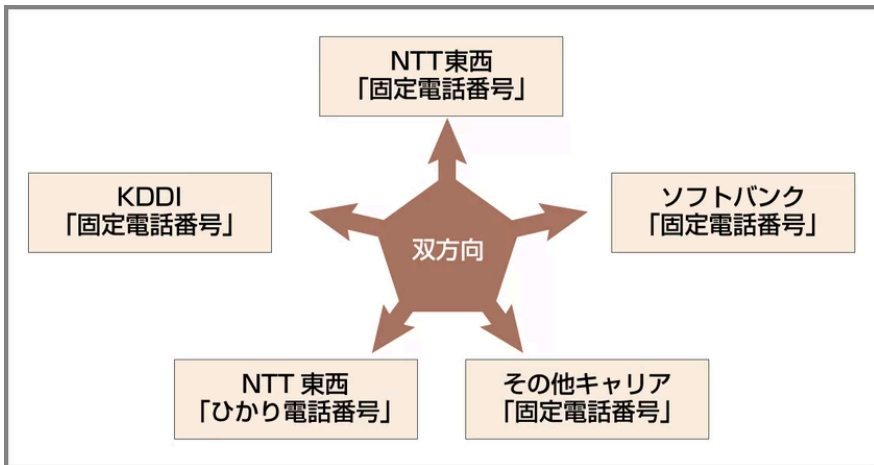 NTT東西
「固定電話番号」
KDDI
「固定電話番号」
ソフトバンク
「固定電話番号」
双方向
NTT 東西
「ひかり電話番号」
その他キャリア
「固定電話番号」